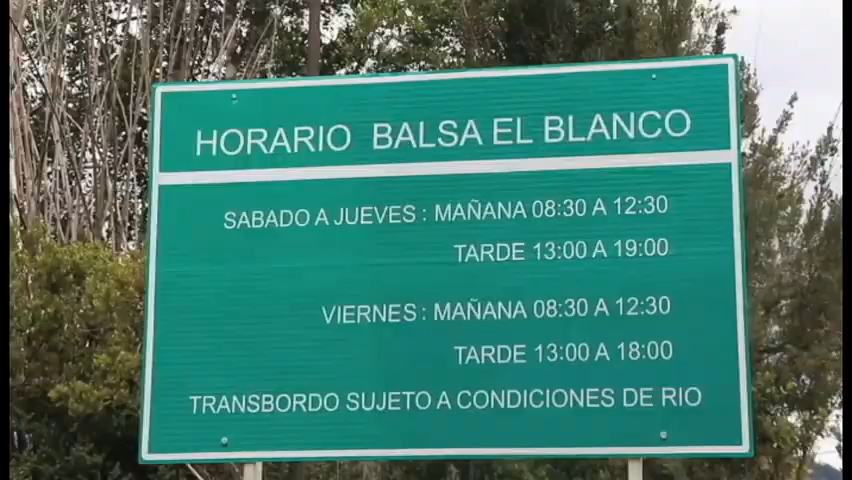 HORARIO BALSA EL BLANCO
SABADO A JUEVES : MAÑANA 08:30 A 12:30
TARDE 13:00 A 19:00
VIERNES : MAÑANA 08:30 A 12:30
TARDE 13:00 A 18:00
TRANSBORDO SUJETO A CONDICIONES DE RIO